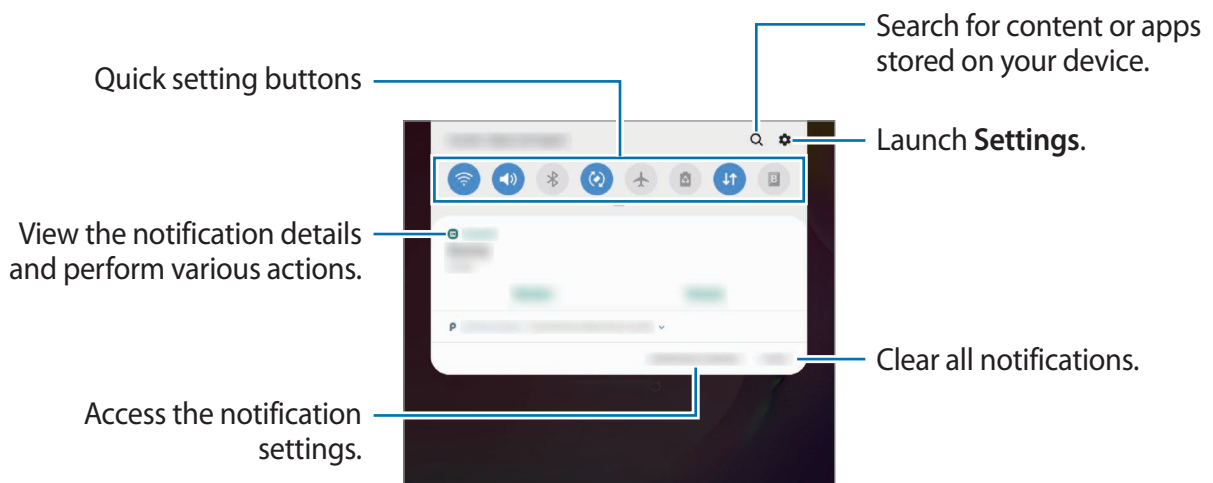 Search for content or apps
stored on your device.
Quick setting buttons
Launch Settings.
View the notification details
and perform various actions.
Clear all notifications.
Access the notification
settings.